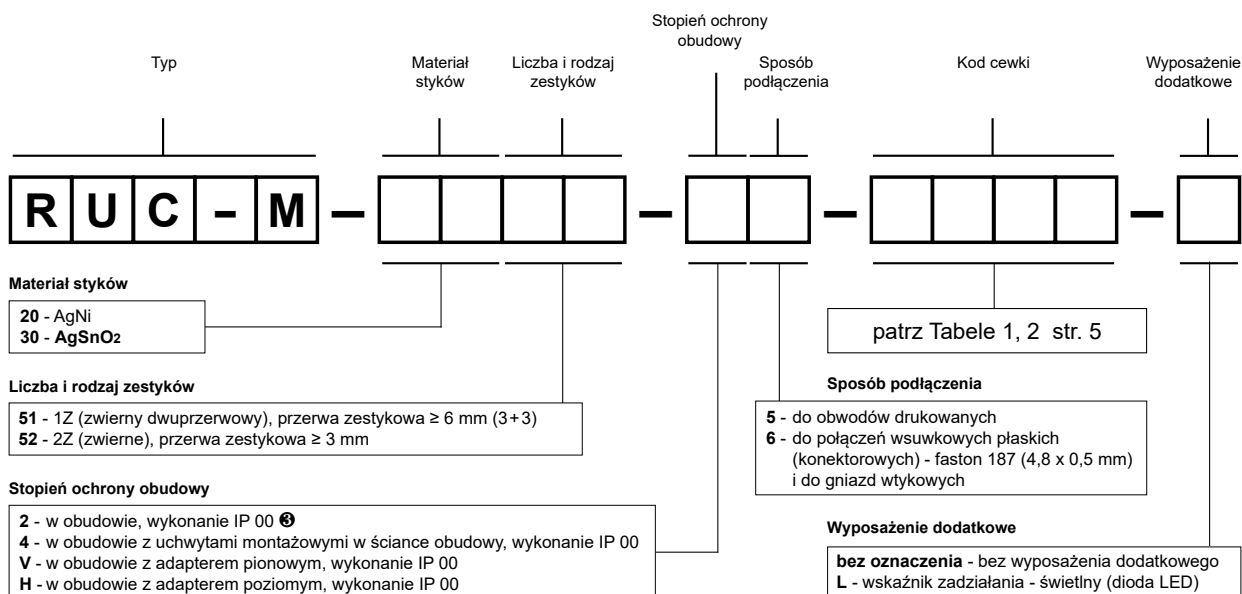 Stopień ochrony
obudowy
Typ
Materiał
styków
Liczba i rodzaj
zestyków
Sposób
podłączenia
Kod cewki
Wyposażenie
dodatkowe
R U C - M – – – –
Materiał styków
20 - AgNi
30 - AgSnO2
patrz Tabele 1, 2 str. 5
Liczba i rodzaj zestyków
51 - 1Z (zwierny dwuprzerwowy), przerwa zestykowa ≥ 6 mm (3+3)
52 - 2Z (zwierne), przerwa zestykowa ≥ 3 mm
Sposób podłączenia
5 - do obwodów drukowanych
6 - do połączeń wsuwkowych płaskich
(konektorowych) - faston 187 (4,8 x 0,5 mm)
i do gniazd wtykowych
Stopień ochrony obudowy
2 - w obudowie, wykonanie IP 00 ❸
4 - w obudowie z uchwytami montażowymi w ściance obudowy, wykonanie IP 00
V - w obudowie z adapterem pionowym, wykonanie IP 00
H - w obudowie z adapterem poziomym, wykonanie IP 00
Wyposażenie dodatkowe
bez oznaczenia - bez wyposażenia dodatkowego
L - wskaźnik zadziałania - świetlny (dioda LED)